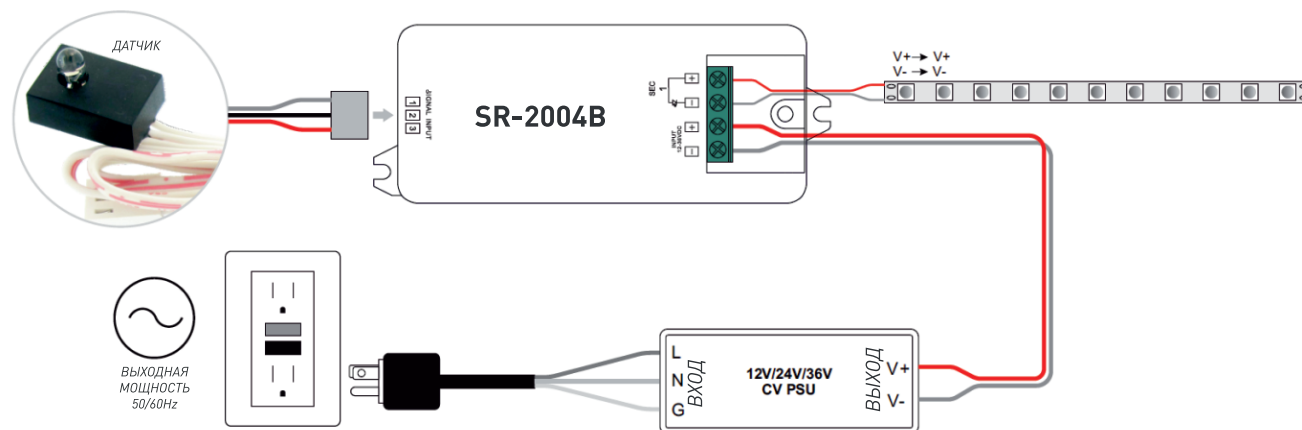 ДАТЧИК
SIGNAL INPUT
1
2
3
SR-2004B
SEC
1
+
−
+
−
INPUT
12-36VDC
V+ → V+
V- → V-
ВЫХОДНАЯ
МОЩНОСТЬ
50/60Hz
L
N
G
ВХОД
12V/24V/36V
CV PSU
ВЫХОД
V+
V-